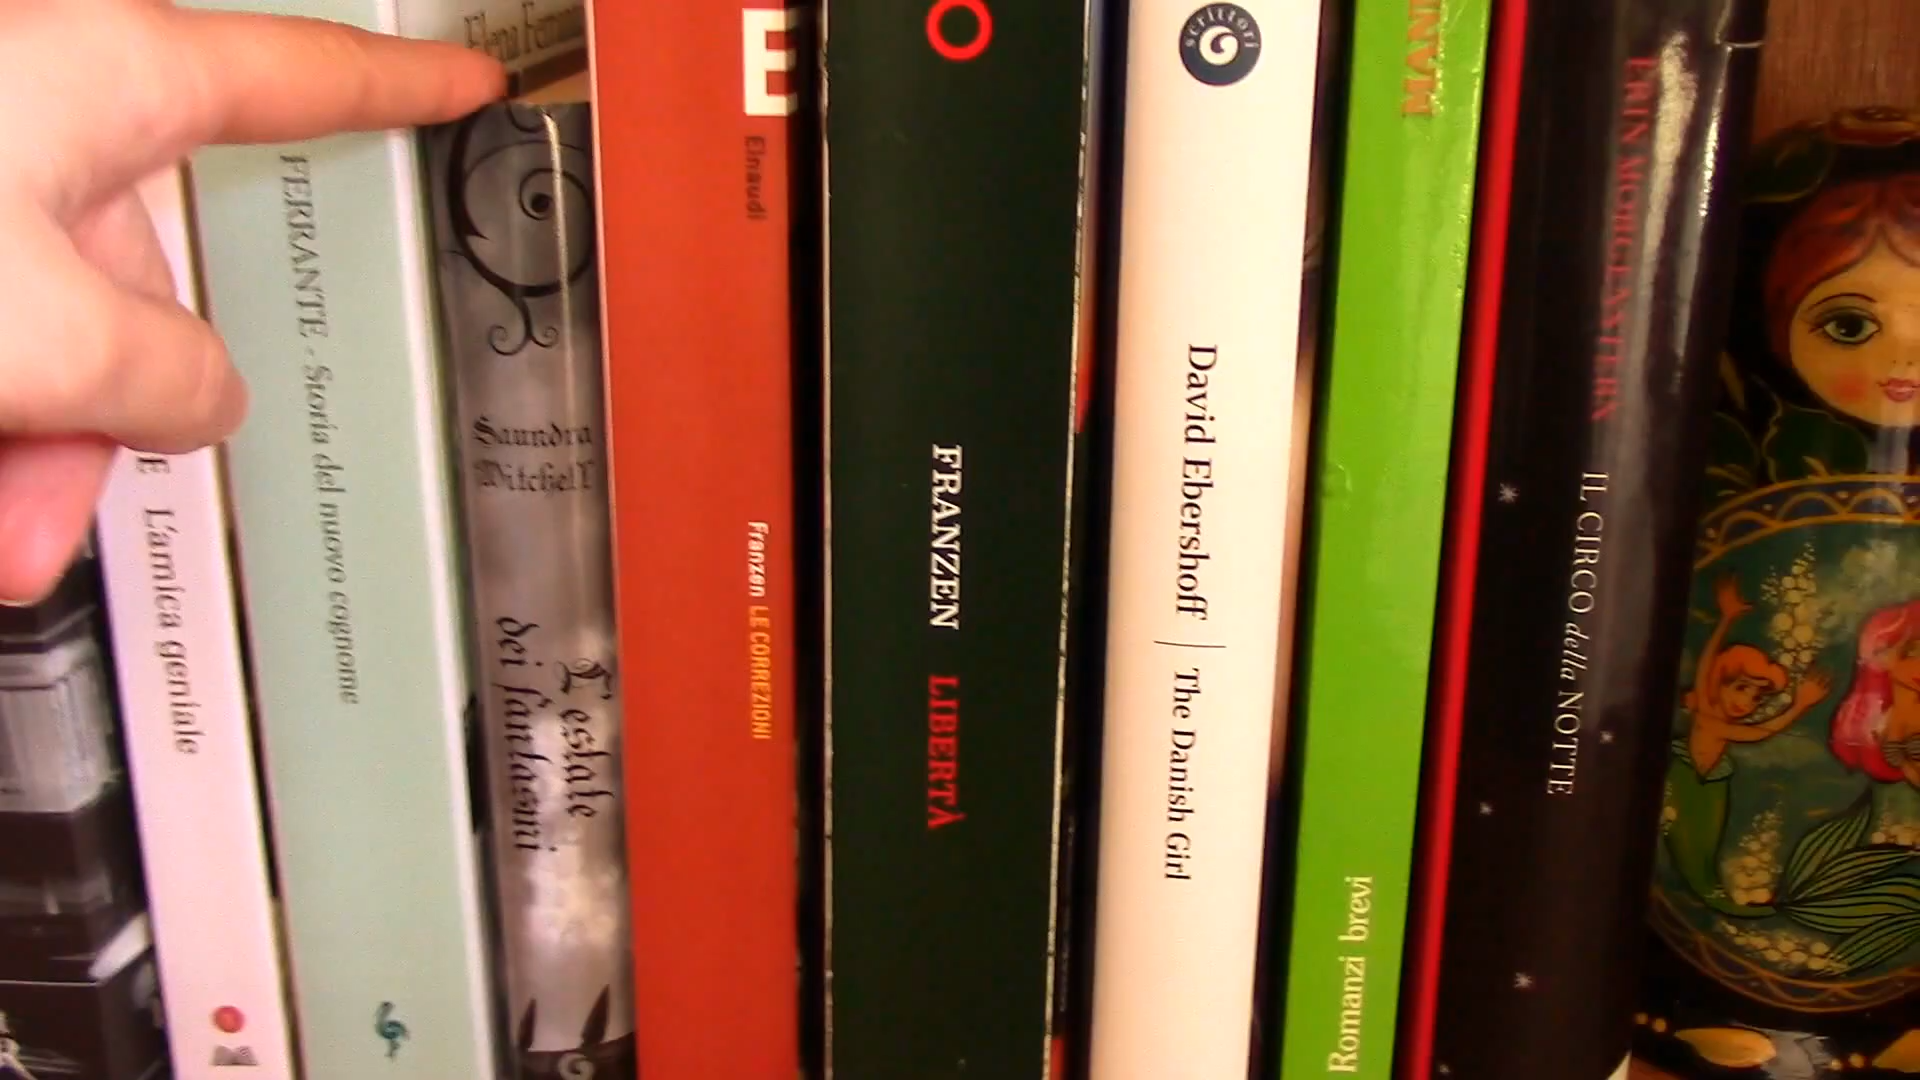 Elena
E L'amica geniale
FERRANTE - Storia del nuovo cognome
Saundra
Mitchell
L'estate
dei fantasmi
E
Einaudi
Franzen LE CORREZIONI
O
FRANZEN LIBERTÀ
scrittori
David Ebershoff | The Danish Girl
MANN
Romanzi brevi
ERIN MORGENSTERN IL CIRCO della NOTTE